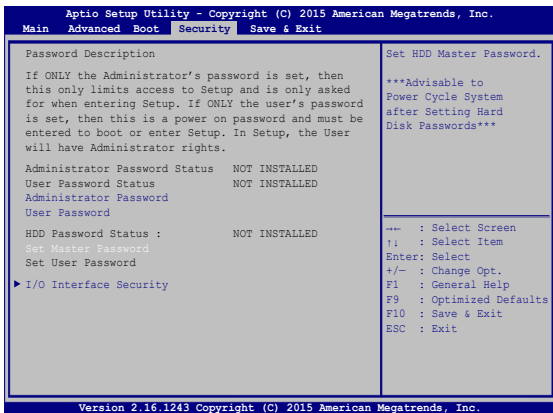 Aptio Setup Utility - Copyright (C) 2015 American Megatrends, Inc.
Main Advanced Boot Security Save & Exit
Password Description
If ONLY the Administrator's password is set, then
this only limits access to Setup and is only asked
for when entering Setup. If ONLY the user's password
is set, then this is a power on password and must be
entered to boot or enter Setup. In Setup, the User
will have Administrator rights.
Administrator Password Status NOT INSTALLED
User Password Status NOT INSTALLED
Administrator Password
User Password
HDD Password Status : NOT INSTALLED
Set Master Password
Set User Password
I/O Interface Security
Set HDD Master Password.
***Advisable to
Power Cycle System
after Setting Hard
Disk Passwords***
→← : Select Screen
↑↓ : Select Item
Enter: Select
+/— : Change Opt.
F1 : General Help
F9 : Optimized Defaults
F10 : Save & Exit
ESC : Exit
Version 2.16.1243 Copyright (C) 2015 American Megatrends, Inc.